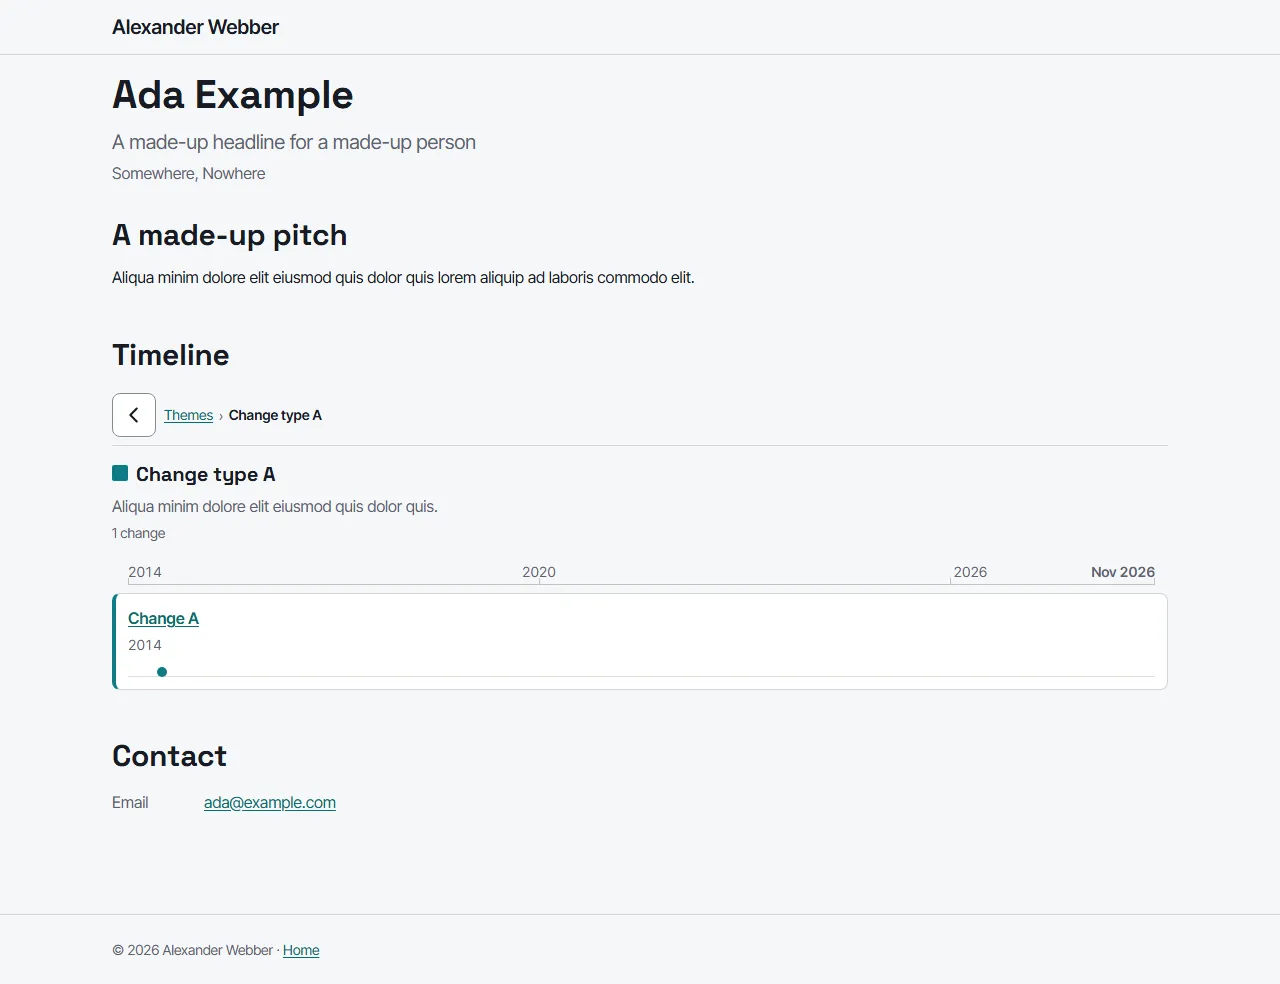 Alexander Webber
Ada Example
A made-up headline for a made-up person
Somewhere, Nowhere
A made-up pitch
Aliqua minim dolore elit eiusmod quis dolor quis lorem aliquip ad laboris commodo elit.
Timeline
Themes › Change type A
Change type A
Aliqua minim dolore elit eiusmod quis dolor quis.
1 change
2014 2020 2026 Nov 2026
Change A
2014
Contact
Email ada@example.com
© 2026 Alexander Webber · Home